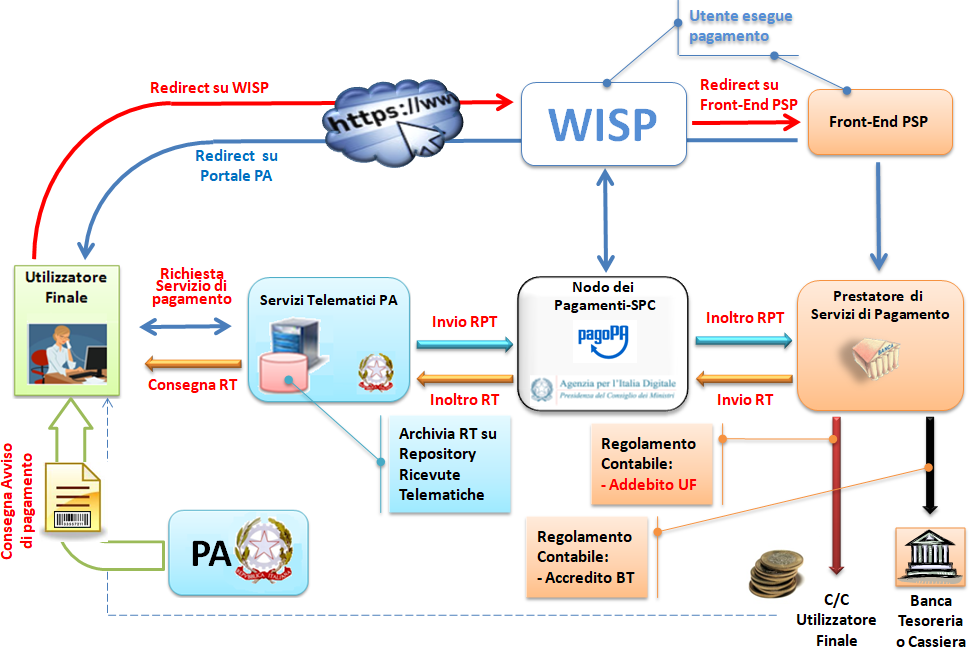 Utente esegue
pagamento
Redirect su WISP
https://www
WISP
Redirect su
Front-End PSP
Front-End PSP
Redirect su
Portale PA
Utilizzatore
Finale
Richiesta
Servizio di
pagamento
Consegna RT
Servizi Telematici PA
Invio RPT
Inoltro RT
Nodo dei
Pagamenti-SPC
pagoPA
Agenzia per l'Italia Digitale
Presidenza del Consiglio dei Ministri
Inoltro RPT
Invio RT
Prestatore di
Servizi di Pagamento
BANCA
Archivia RT su
Repository
Ricevute
Telematiche
Regolamento
Contabile:
- Addebito UF
Regolamento
Contabile:
- Accredito BT
Consegna Avviso
di pagamento
PA
REPVBBLICA ITALIANA
C/C
Utilizzatore
Finale
Banca
Tesoreria
o Cassiera